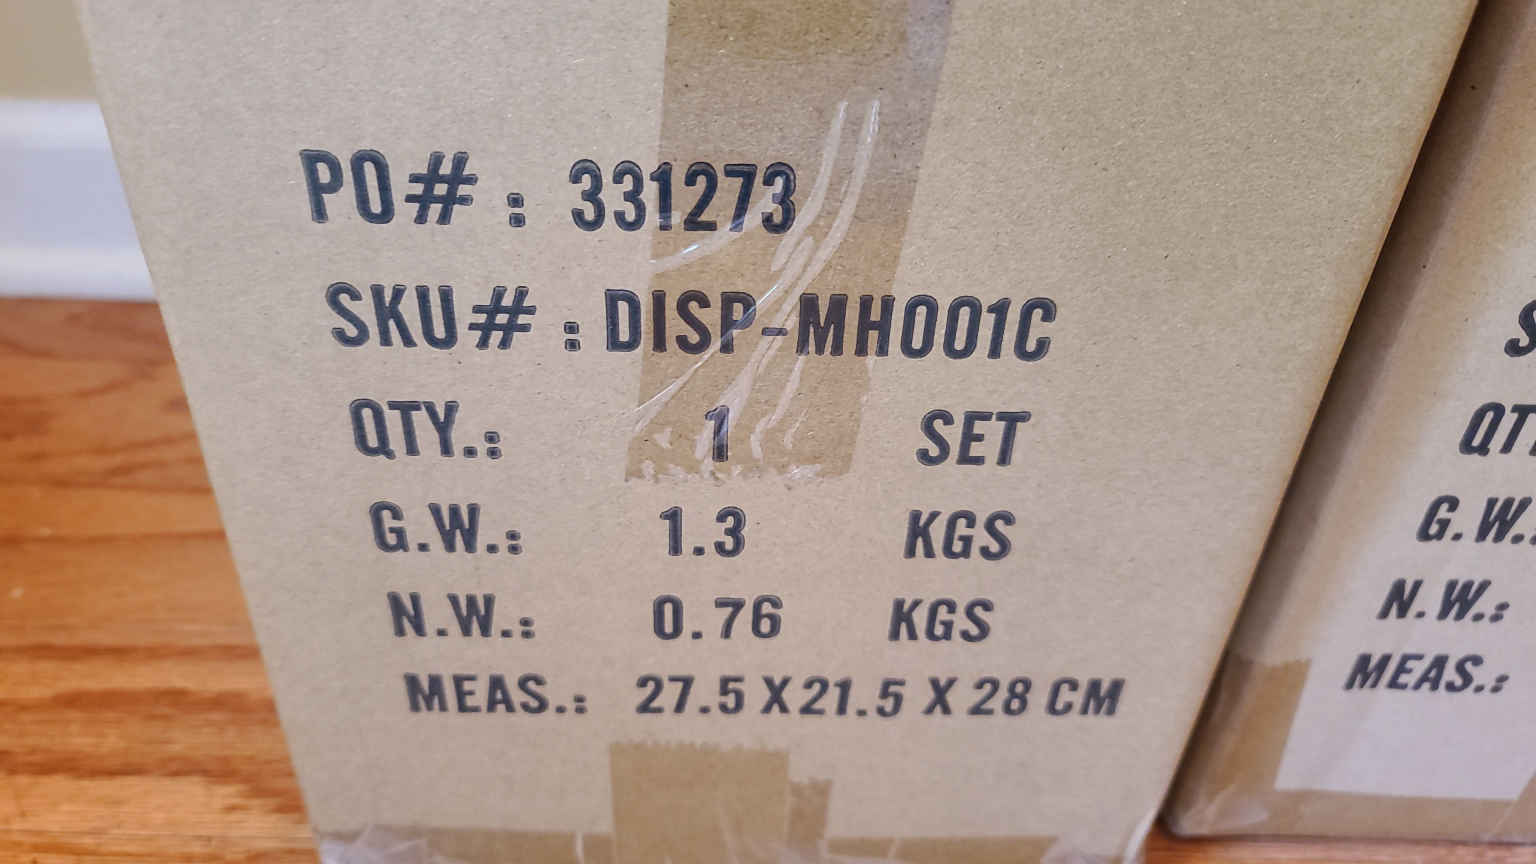 PO# : 331273
SKU# : DISP-MH001C
QTY.: 1 SET
G.W.: 1.3 KGS
N.W.: 0.76 KGS
MEAS.: 27.5 X 21.5 X 28 CM
S
QT
G.W.:
N.W.:
MEAS.: